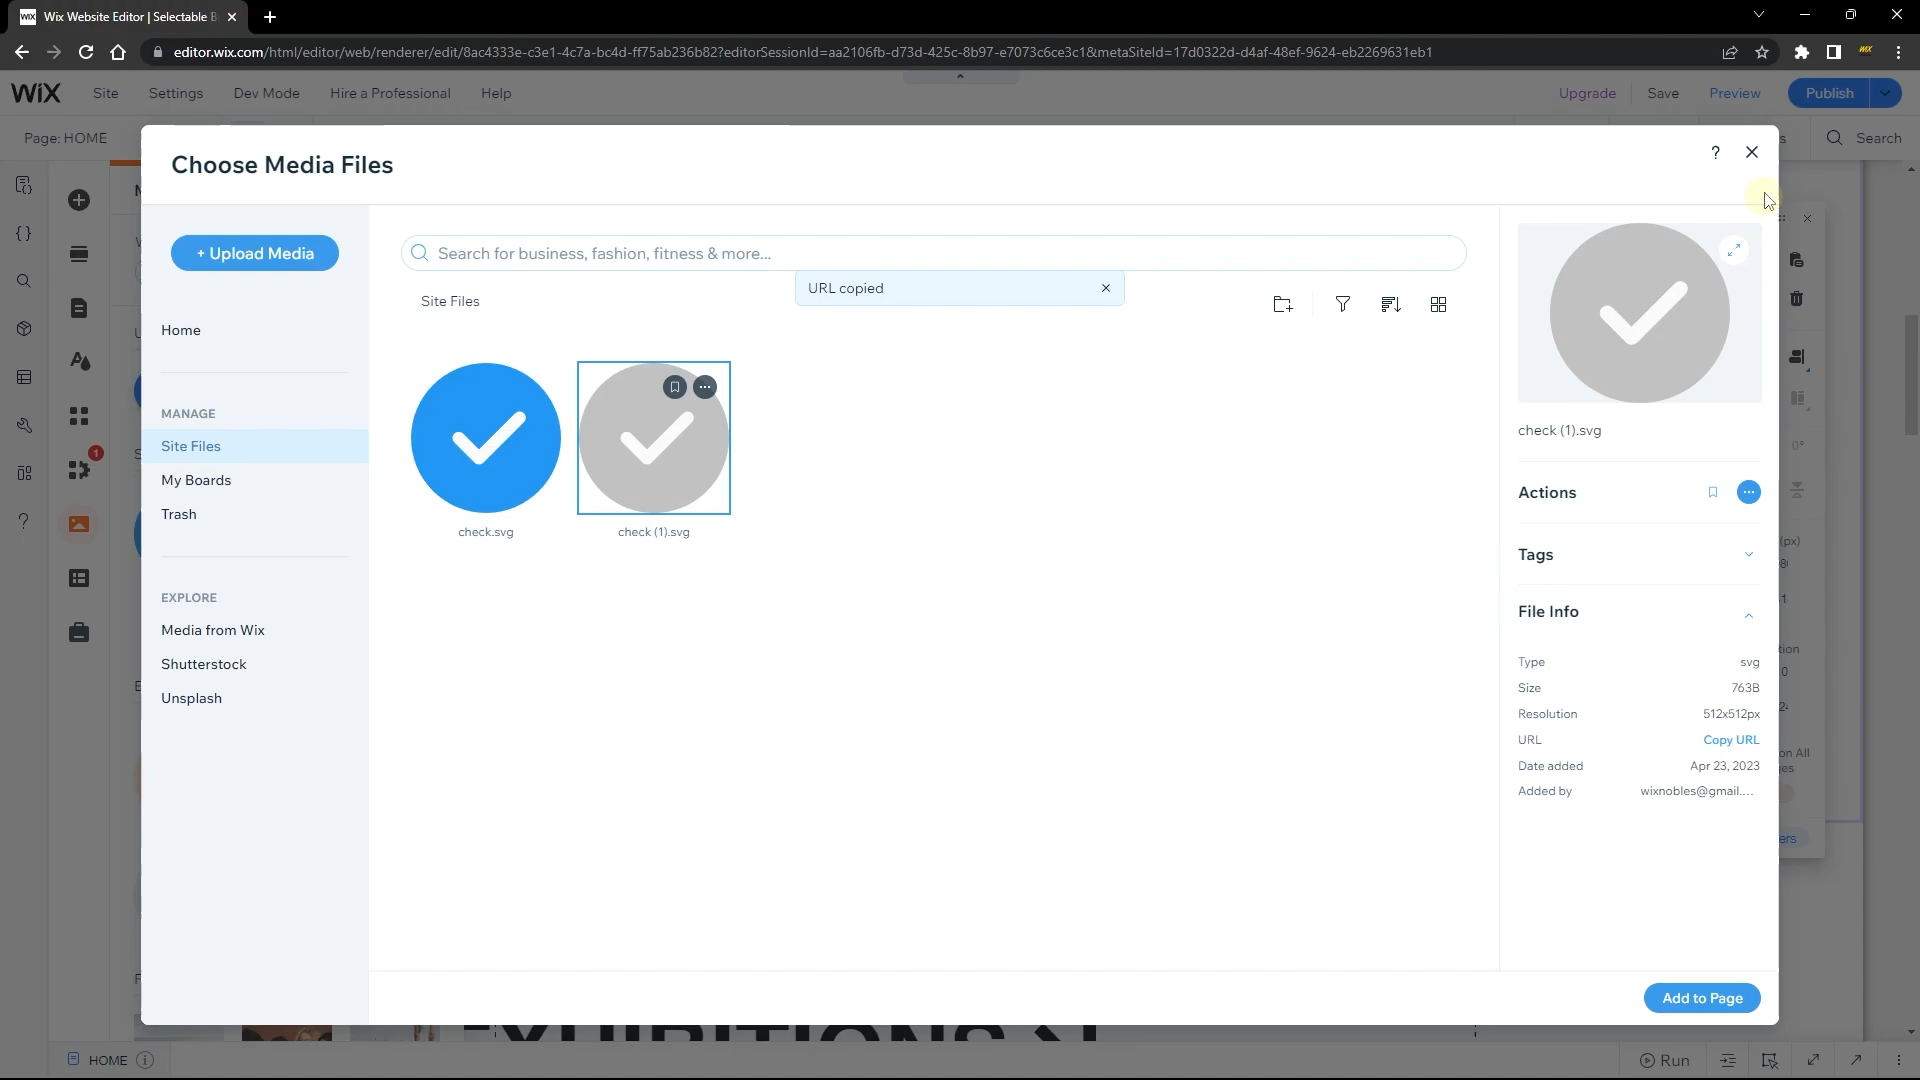 Wix Website Editor | Selectable B
editor.wix.com/html/editor/web/renderer/edit/8ac4333e-c3e1-4c7a-bc4d-ff75ab236b82?editorSessionId=aa2106fb-d73d-425c-8b97-e7073c6ce3c1&metaSiteId=17d0322d-d4af-48ef-9624-eb2269631eb1
WiX Site Settings Dev Mode Hire a Professional Help Upgrade Save Preview Publish
Page: HOME Search
Choose Media Files ?
+ Upload Media
Search for business, fashion, fitness & more...
URL copied
Site Files
Home
MANAGE
Site Files
My Boards
Trash
EXPLORE
Media from Wix
Shutterstock
Unsplash
1
check.svg
check (1).svg
check (1).svg
Actions
Tags
File Info
Type svg
Size 763B
Resolution 512x512px
URL Copy URL
Date added Apr 23, 2023
Added by wixnobles@gmail....
0°
(px)
on All
Add to Page
HOME
Run